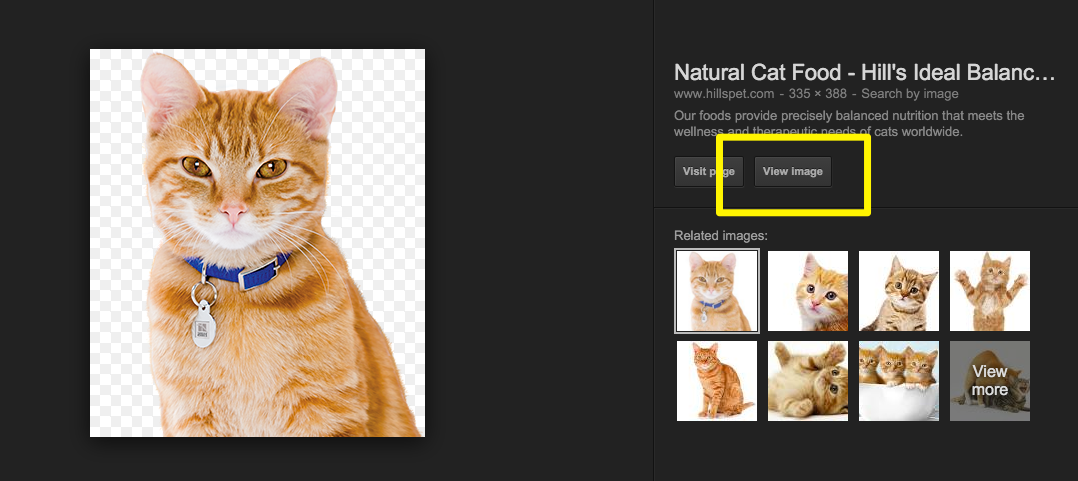 Natural Cat Food - Hill's Ideal Balanc…
www.hillspet.com - 335 × 388 - Search by image
Our foods provide precisely balanced nutrition that meets the
wellness and therapeutic needs of cats worldwide.
Visit page
View image
Related images:
View
more